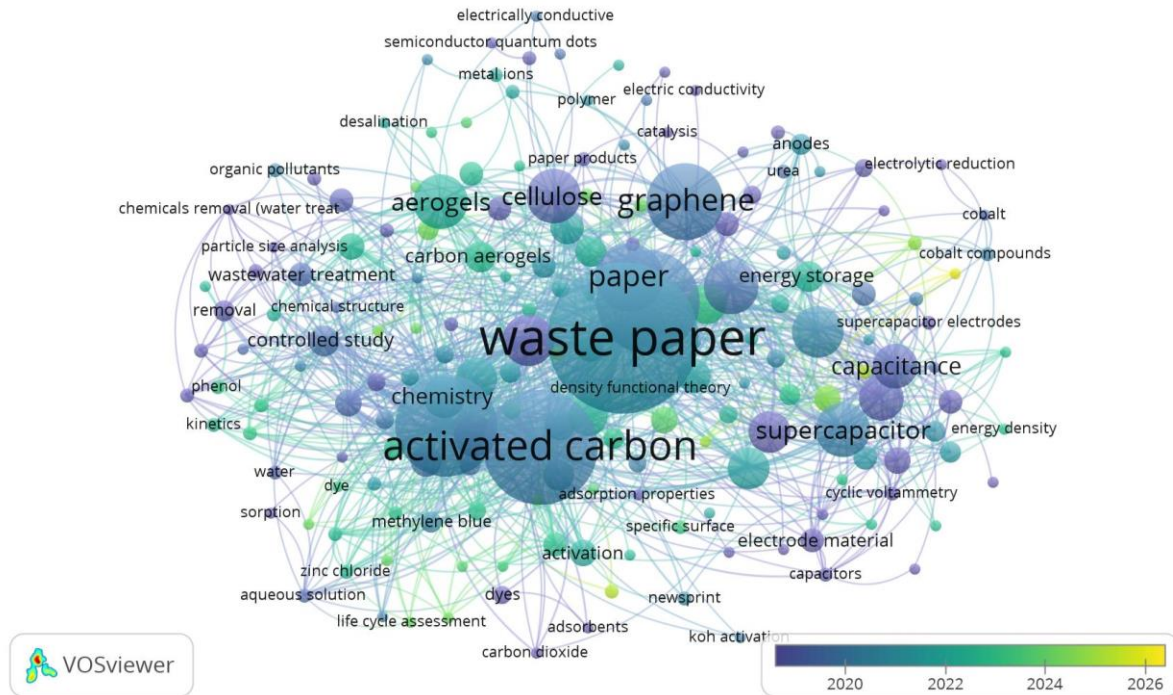 electrically conductive
semiconductor quantum dots
metal ions
electric conductivity
polymer
desalination
catalysis
anodes
paper products
organic pollutants
urea
electrolytic reduction
aerogels
cellulose
graphene
chemicals removal (water treat
cobalt
particle size analysis
carbon aerogels
cobalt compounds
wastewater treatment
paper
energy storage
chemical structure
removal
supercapacitor electrodes
controlled study
waste paper
capacitance
phenol
chemistry
density functional theory
kinetics
activated carbon
supercapacitor
energy density
water
dye
adsorption properties
cyclic voltammetry
sorption
methylene blue
specific surface
electrode material
activation
zinc chloride
capacitors
aqueous solution
dyes
newsprint
life cycle assessment
adsorbents
koh activation
carbon dioxide
VOSviewer
2020 2022 2024 2026